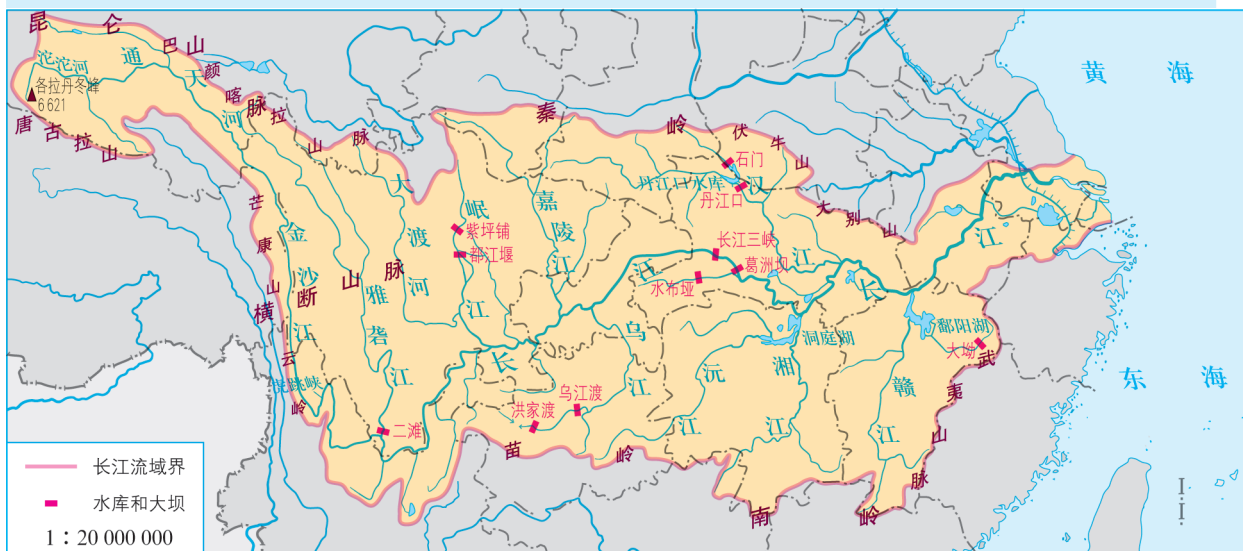 昆仑山脉
巴颜喀拉山脉
沱沱河
通天河
各拉丹冬峰
6 621
唐古拉山
秦岭
伏牛山
黄海
石门
丹江口水库
丹江口
汉江
大别山
芒康山
大渡河
岷江
嘉陵江
紫坪铺
都江堰
金沙江
横断山脉
雅砻江
长江三峡
葛洲坝
水布垭
长江
长江
乌江
洞庭湖
鄱阳湖
大坳
武夷山脉
东海
云岭
虎跳峡
沅江
湘江
赣江
乌江渡
洪家渡
二滩
苗岭
南岭
长江流域界
水库和大坝
1：20 000 000